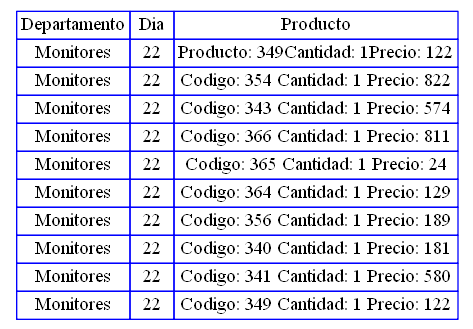 Departamento Dia Producto
Monitores 22 Producto: 349Cantidad: 1Precio: 122
Monitores 22 Codigo: 354 Cantidad: 1 Precio: 822
Monitores 22 Codigo: 343 Cantidad: 1 Precio: 574
Monitores 22 Codigo: 366 Cantidad: 1 Precio: 811
Monitores 22 Codigo: 365 Cantidad: 1 Precio: 24
Monitores 22 Codigo: 364 Cantidad: 1 Precio: 129
Monitores 22 Codigo: 356 Cantidad: 1 Precio: 189
Monitores 22 Codigo: 340 Cantidad: 1 Precio: 181
Monitores 22 Codigo: 341 Cantidad: 1 Precio: 580
Monitores 22 Codigo: 349 Cantidad: 1 Precio: 122